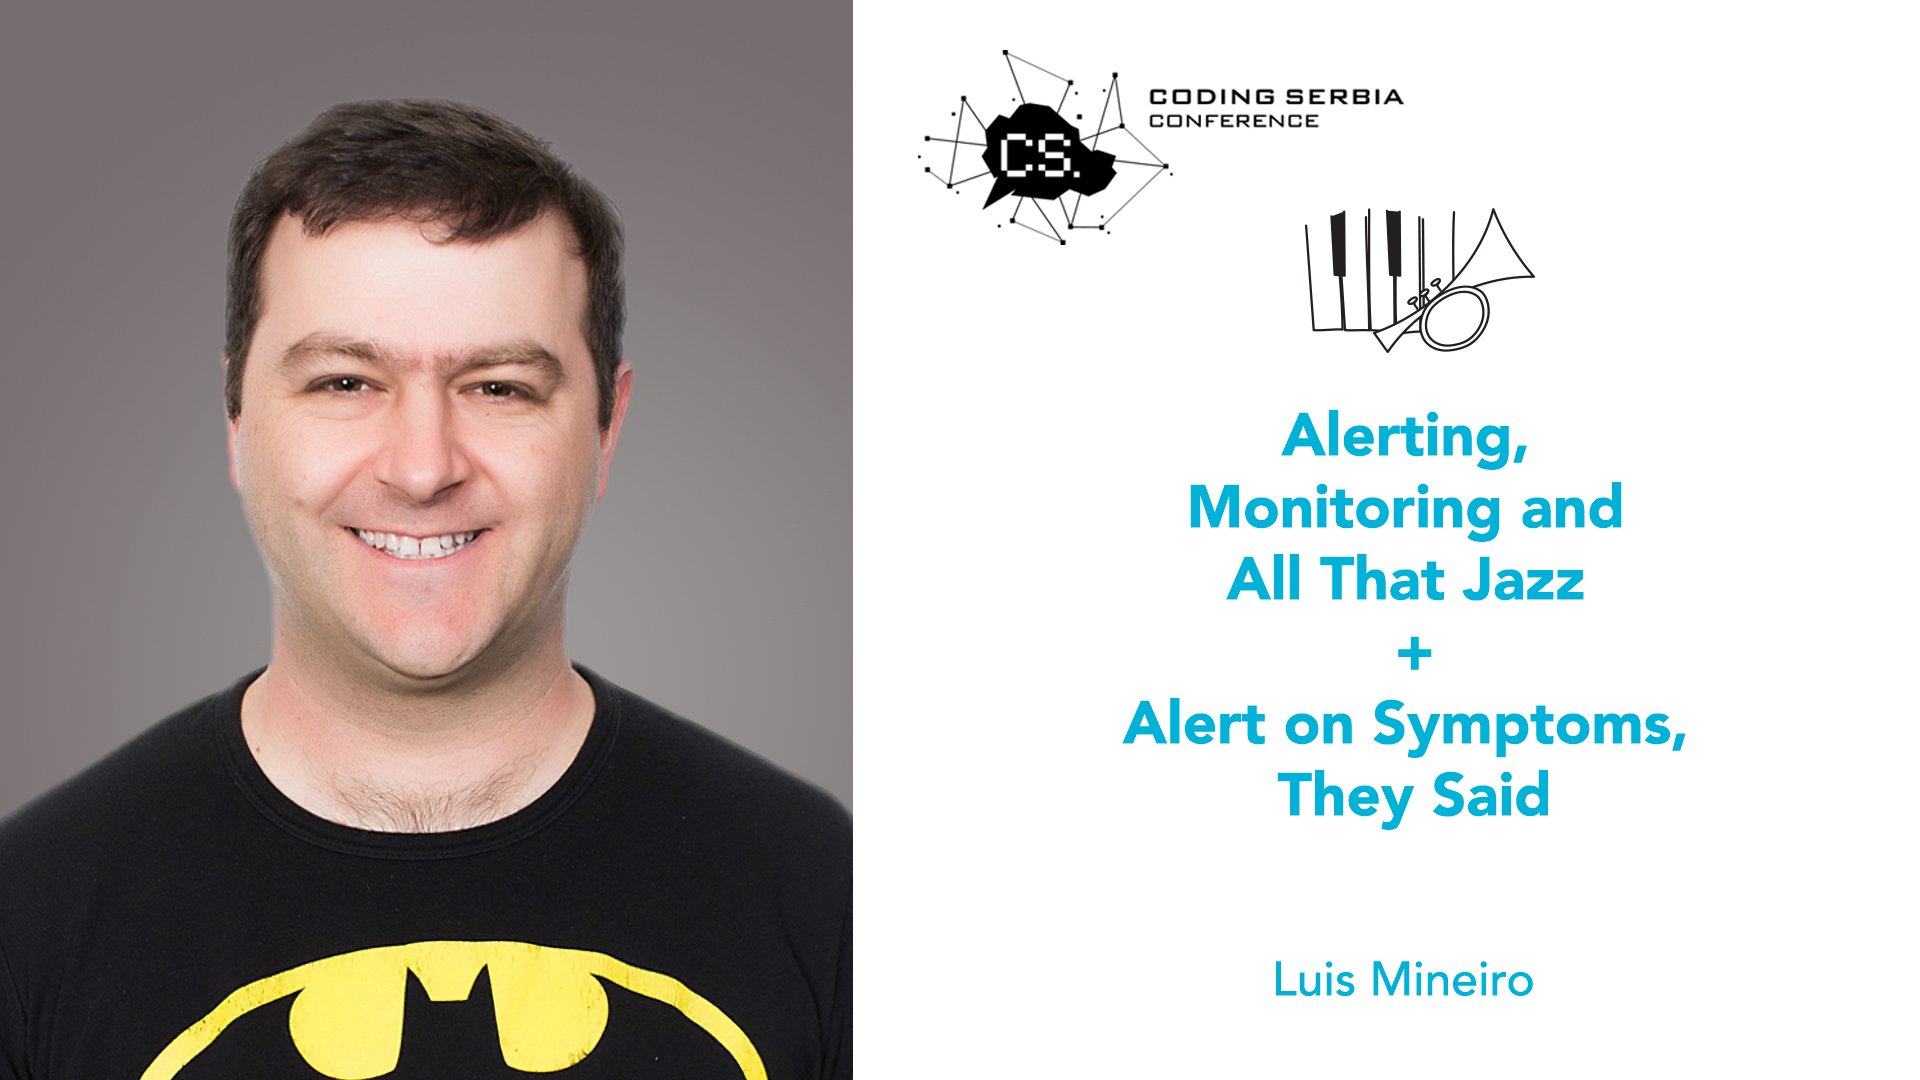 CODING SERBIA
CONFERENCE
CS.
Alerting,
Monitoring and
All That Jazz
+
Alert on Symptoms,
They Said
Luis Mineiro